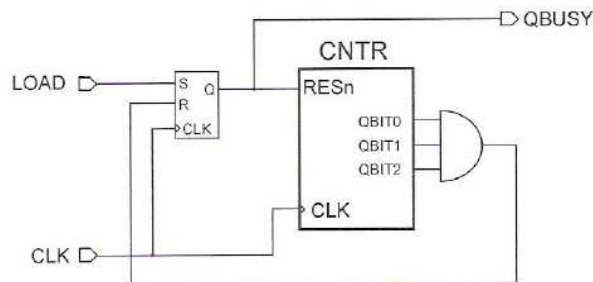 QBUSY
CNTR
LOAD
S
Q
R
CLK
RESn
QBIT0
QBIT1
QBIT2
CLK
CLK